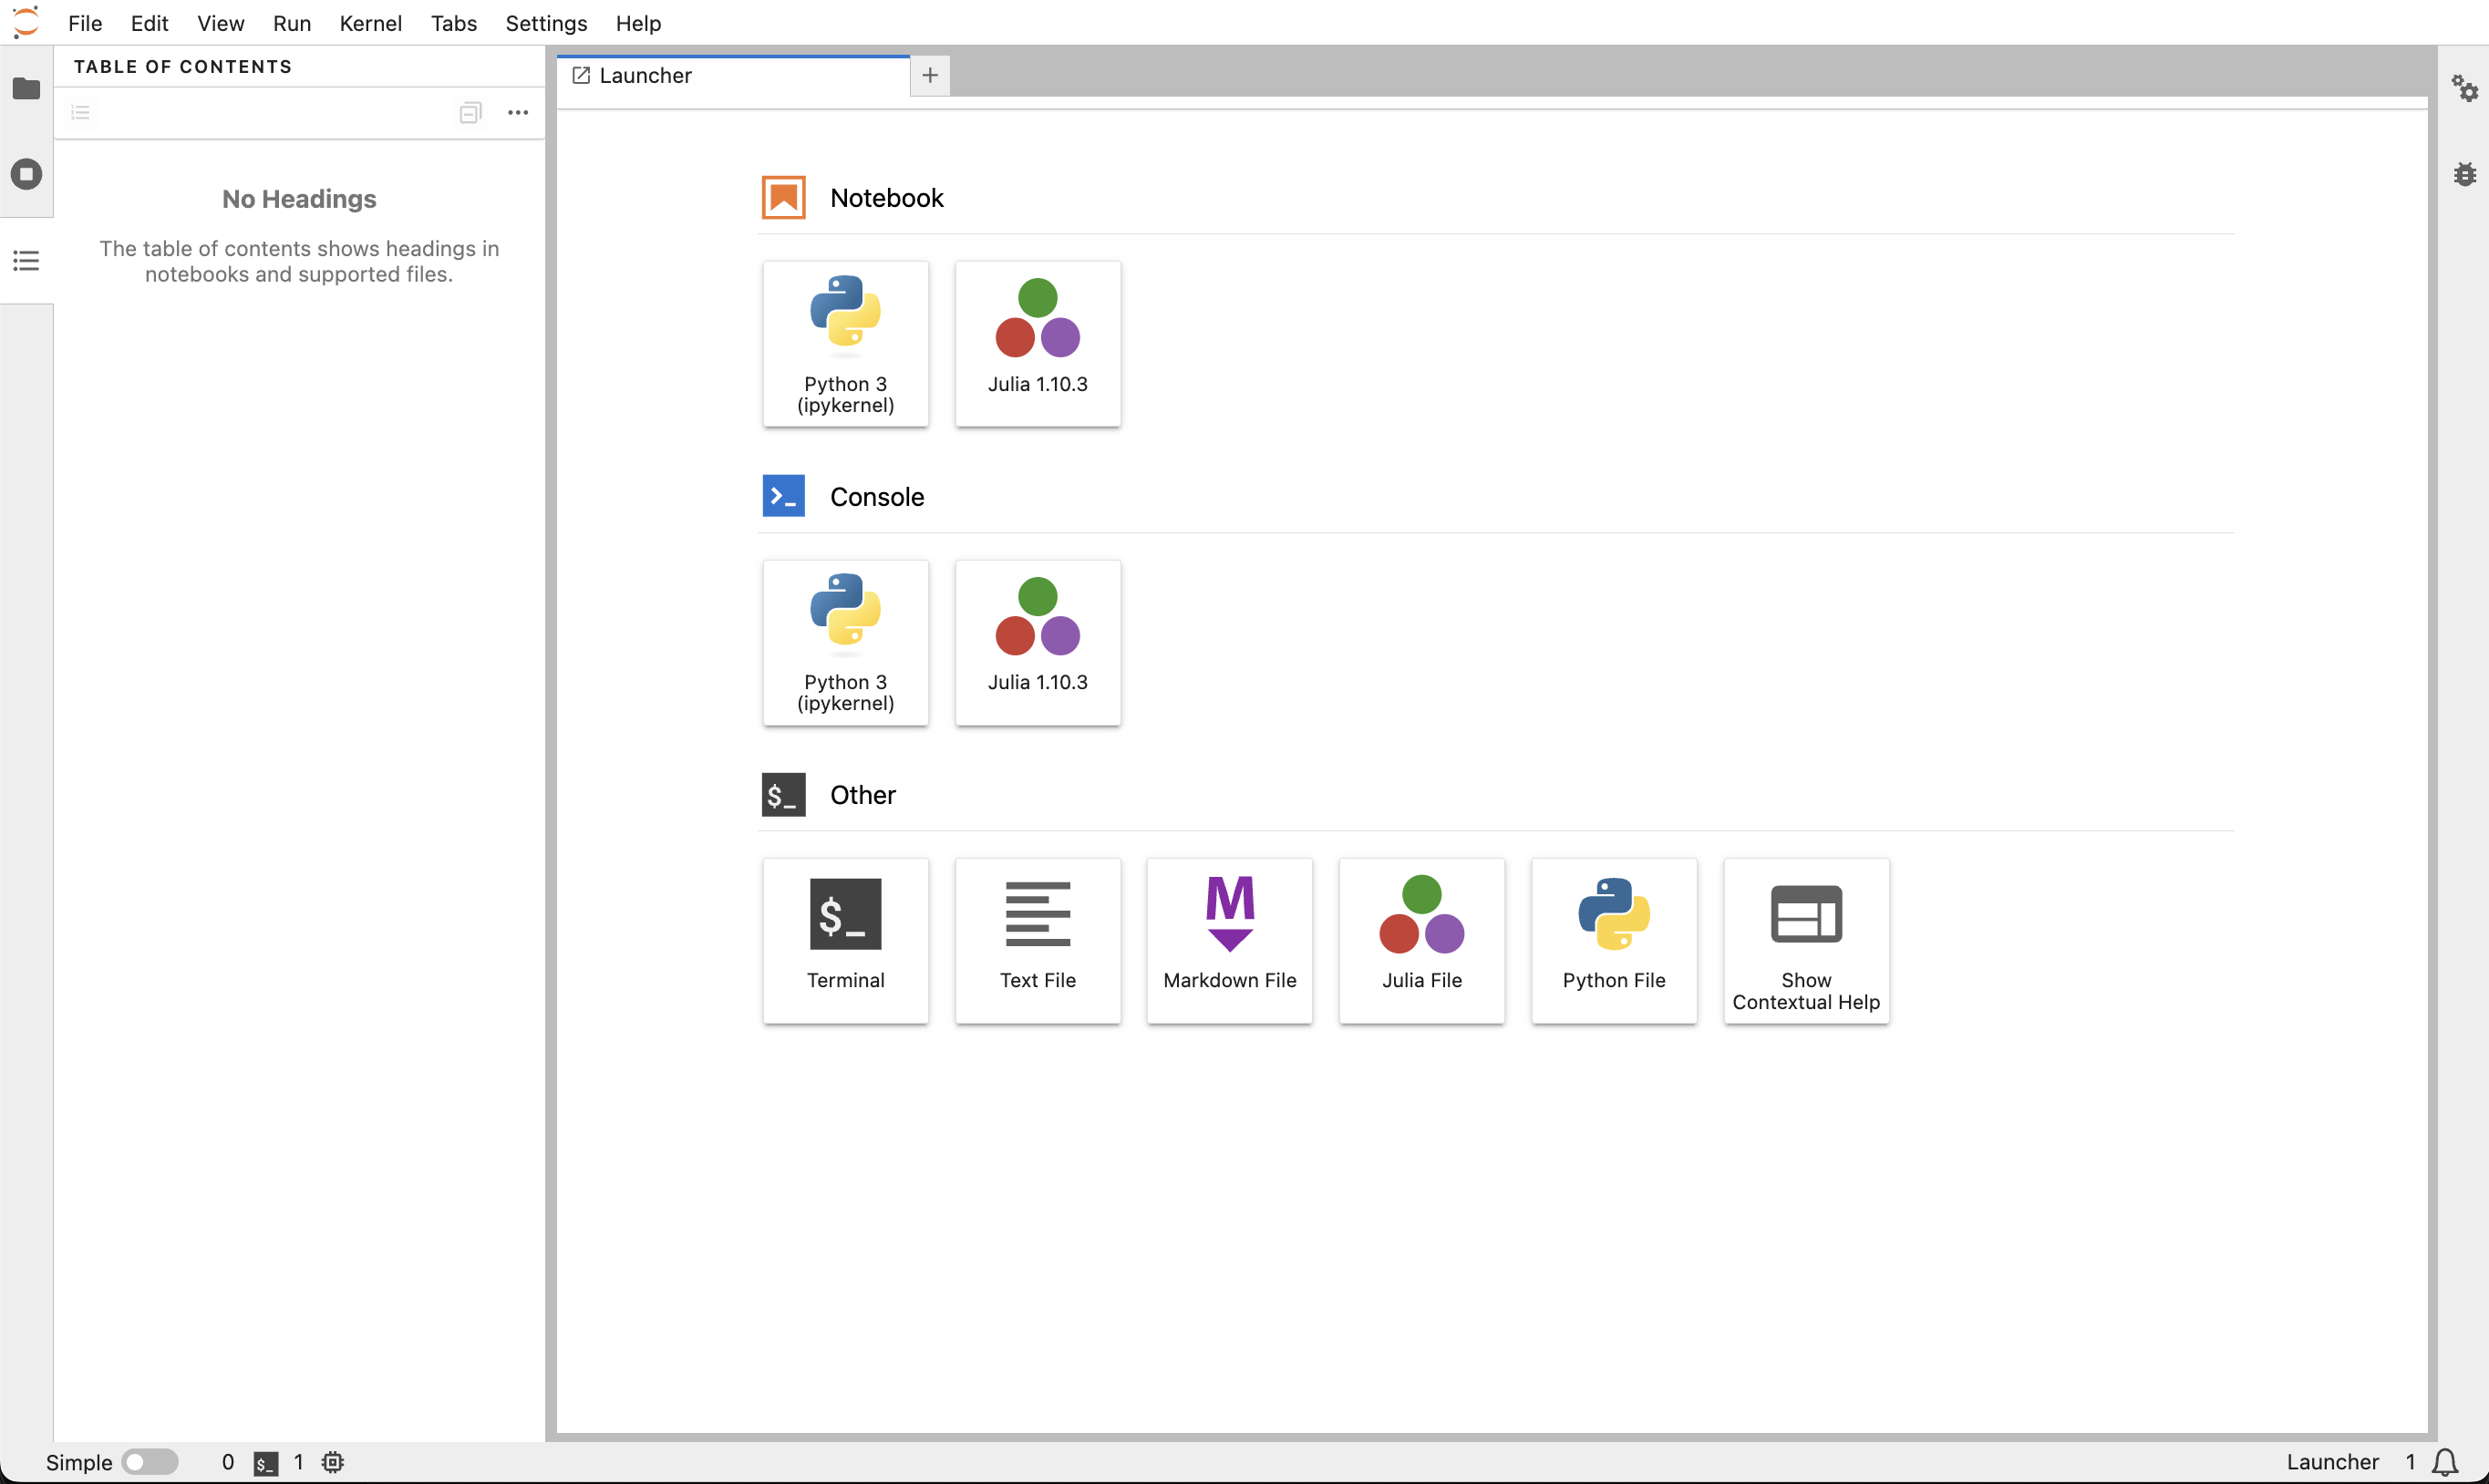 File Edit View Run Kernel Tabs Settings Help
TABLE OF CONTENTS
No Headings
The table of contents shows headings in
notebooks and supported files.
Launcher
Notebook
Python 3
(ipykernel)
Julia 1.10.3
Console
Python 3
(ipykernel)
Julia 1.10.3
$_ Other
$_
Terminal
Text File
M
Markdown File
Julia File
Python File
Show
Contextual Help
Simple 0 $_ 1
Launcher 1